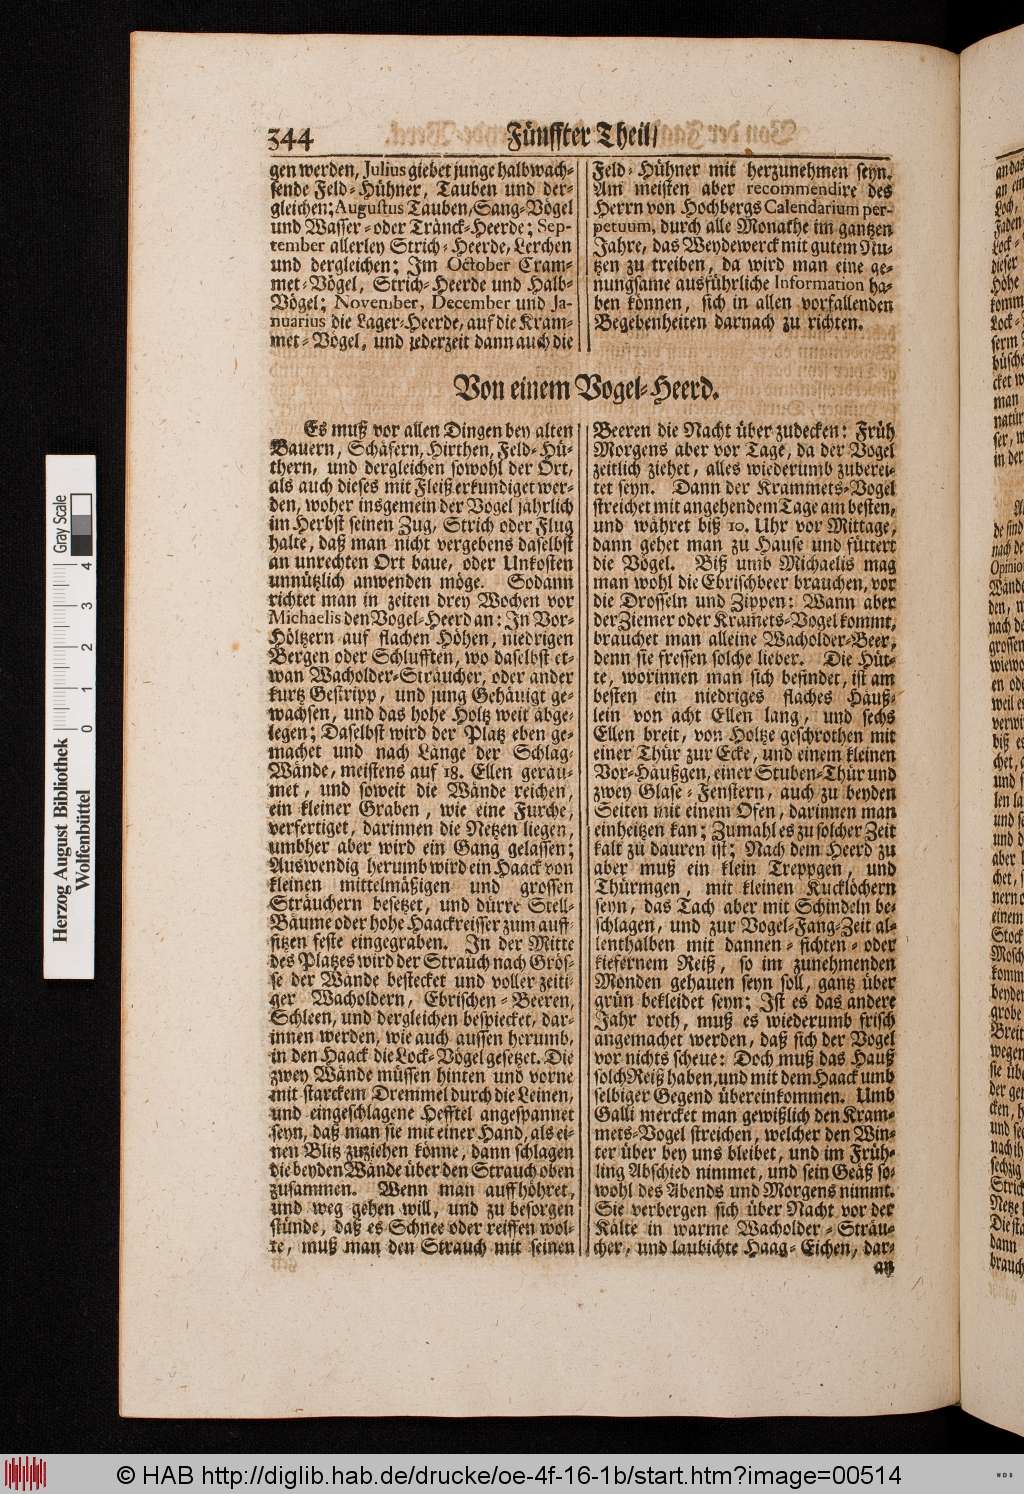 344 Fünffter Theil/
gen werden, Julius giebet junge halbwach-
sende Feld-Hühner, Tauben und der-
gleichen; Augustus Tauben, Sang-Vögel
und Wasser- oder Tränck-Heerde; Sep-
tember allerley Strich-Heerde, Lerchen
und dergleichen; Im October Cram-
met-Vögel, Strich-Heerde und Halb-
Vögel; November, December und Ja-
nuarius die Lager-Heerde, auf die Kram-
met-Vögel, und jederzeit dann auch die
Feld-Hühner mit herzunehmen seyn.
Am meisten aber recommendire des
Herrn von Hochbergs Calendarium per-
petuum, durch alle Monathe im gantzen
Jahre, das Weydewerck mit gutem Nu-
tzen zu treiben, da wird man eine ge-
nungsame ausführliche Information ha-
ben können, sich in allen vorfallenden
Begebenheiten darnach zu richten.
Von einem Vogel-Heerd.
Es muß vor allen Dingen bey alten
Bauern, Schäfern, Hirthen, Feld-Hü-
thern, und dergleichen sowohl der Ort,
als auch dieses mit Fleiß erkundiget wer-
den, woher insgemein der Vogel jährlich
im Herbst seinen Zug, Strich oder Flug
halte, daß man nicht vergebens daselbst
an unrechten Ort baue, oder Unkosten
unnützlich anwenden möge. Sodann
richtet man in zeiten drey Wochen vor
Michaelis den Vogel-Heerd an: In Vor-
Höltzern auf flachen Höhen, niedrigen
Bergen oder Schlufften, wo daselbst et-
wan Wacholder-Sträucher, oder ander
kurtz Gestripp, und jung Gehäuigt ge-
wachsen, und das hohe Holtz weit abge-
legen; Daselbst wird der Platz eben ge-
machet und nach Länge der Schlag-
Wände, meistens auf 18. Ellen geräu-
met, und soweit die Wände reichen,
ein kleiner Graben, wie eine Furche,
verfertiget, darinnen die Netzen liegen,
umbher aber wird ein Gang gelassen;
Auswendig herumb wird ein Haack von
kleinen mittelmäßigen und grossen
Sträuchern besetzet, und dürre Stell-
Bäume oder hohe Haackreisser zum auff-
sitzen feste eingegraben. In der Mitte
des Platzes wird der Strauch nach Grös-
se der Wände bestecket und voller zeiti-
ger Wacholdern, Ebrischen-Beeren,
Schleen, und dergleichen bespiecket, dar-
innen werden, wie auch aussen herumb,
in den Haack die Lock-Vögel gesetzet. Die
zwey Wände müssen hinten und vorne
mit starckem Dremmel durch die Leinen,
und eingeschlagene Hefftel angespannet
seyn, daß man sie mit einer Hand, als ei-
nen Blitz zuziehen könne, dann schlagen
die beyden Wände über den Strauch oben
zusammen. Wenn man auffhöhret,
und weg gehen will, und zu besorgen
stünde, daß es Schnee oder reiffen wol-
te, muß man den Strauch mit seinen
Beeren die Nacht über zudecken: Früh
Morgens aber vor Tage, da der Vogel
zeitlich ziehet, alles wiederumb zuberei-
tet seyn. Dann der Krammets-Vogel
streichet mit angehendem Tage am besten,
und währet biß 10. Uhr vor Mittage,
dann gehet man zu Hause und füttert
die Vögel. Biß umb Michaelis mag
man wohl die Ebrischbeer brauchen, vor
die Drosseln und Zippen: Wann aber
der Ziemer oder Kram̃ets-Vogel kommt,
brauchet man alleine Wacholder-Beer,
denn sie fressen solche lieber. Die Hüt-
te, worinnen man sich befindet, ist am
besten ein niedriges flaches Häuß-
lein von acht Ellen lang, und sechs
Ellen breit, von Holtze geschrothen mit
einer Thür zur Ecke, und einem kleinen
Vor-Häußgen, einer Stuben-Thür und
zwey Glase-Fenstern, auch zu beyden
Seiten mit einem Ofen, darinnen man
einheitzen kan; Zumahl es zu solcher Zeit
kalt zu dauren ist; Nach dem Heerd zu
aber muß ein klein Treppgen, und
Thürmgen, mit kleinen Kucklöchern
seyn, das Tach aber mit Schindeln be-
schlagen, und zur Vogel-Fang-Zeit al-
lenthalben mit dannen- fichten- oder
kiefernem Reiß, so im zunehmenden
Monden gehauen seyn soll, gantz über
grün bekleidet seyn; Ist es das andere
Jahr roth, muß es wiederumb frisch
angemachet werden, daß sich der Vogel
vor nichts scheue: Doch muß das Hauß
solch Reiß haben, und mit dem Haack umb
selbiger Gegend übereinkommen. Umb
Galli mercket man gewißlich den Kram-
mets-Vogel streichen, welcher den Win-
ter über bey uns bleibet, und im Früh-
ling Abschied nimmet, und sein Geäß so-
wohl des Abends und Morgens nimmt.
Sie verbergen sich über Nacht vor der
Kälte in warme Wacholder-Sträu-
cher, und laubichte Haag-Eichen, dar-
an
Herzog August Bibliothek
Wolfenbüttel
0 1 2 3 4
Gray Scale
© HAB http://diglib.hab.de/drucke/oe-4f-16-1b/start.htm?image=00514